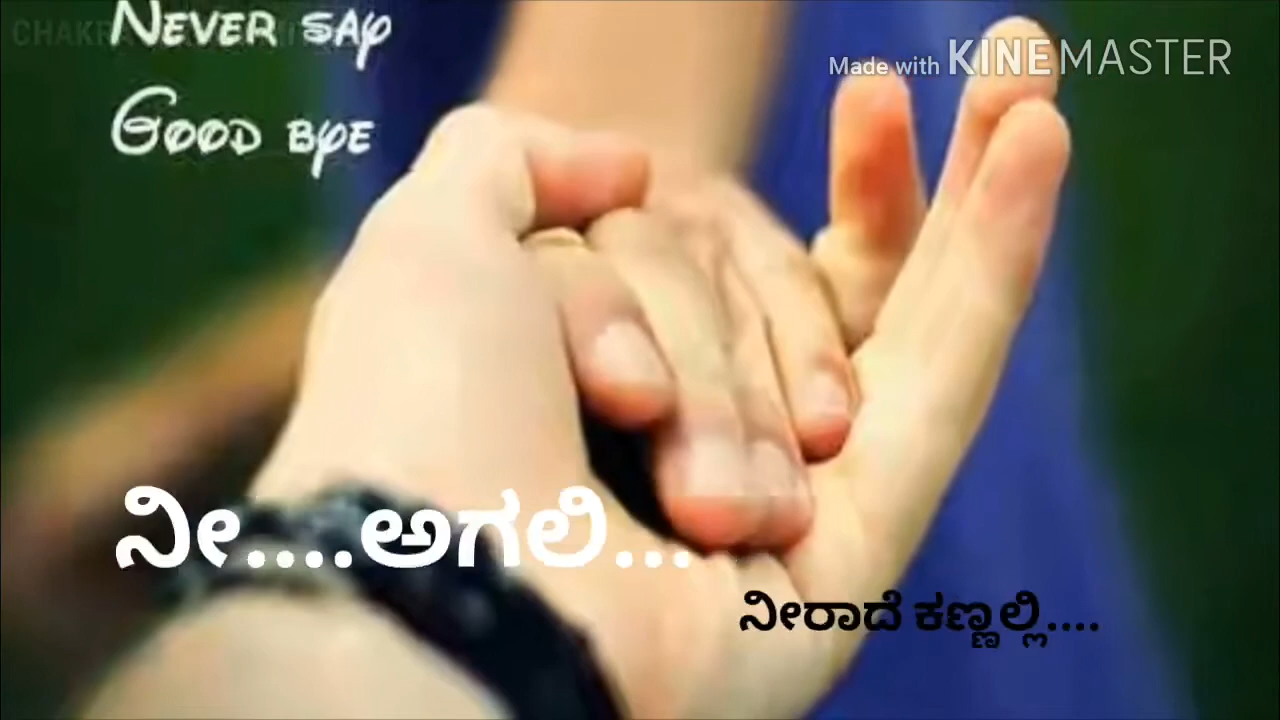 Never say
Made with KINEMASTER
Good bye
ನೀ....ಅಗಲಿ...
ನೀರಾದೆ ಕಣ್ಣಲ್ಲಿ....